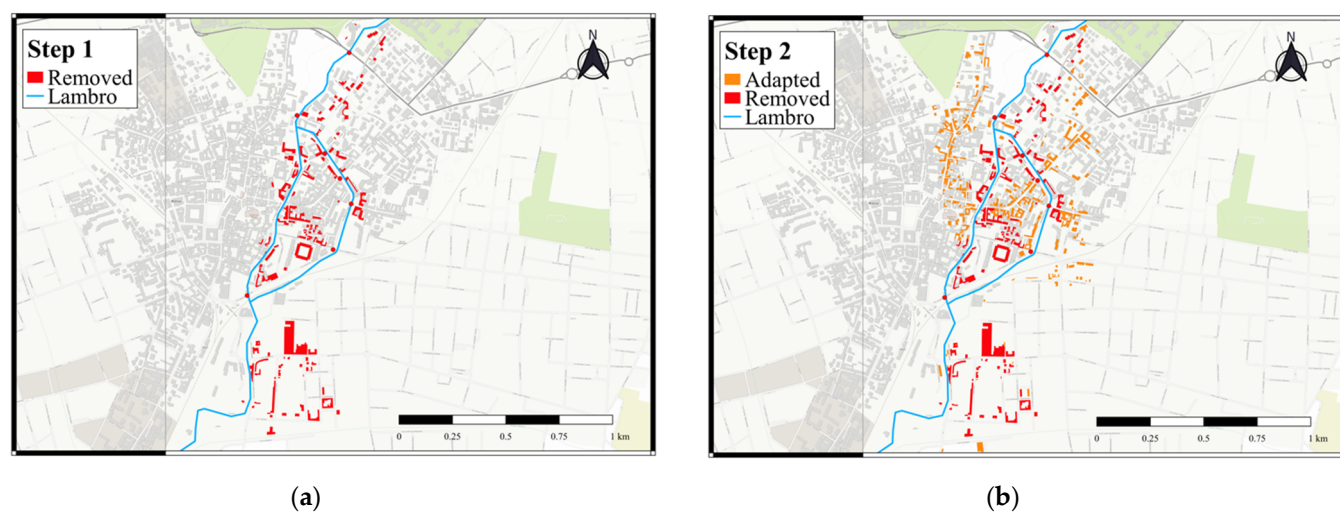 Step 1
Removed
Lambro
N
0 0.25 0.5 0.75 1 km
(a)
Step 2
Adapted
Removed
Lambro
N
0 0.25 0.5 0.75 1 km
(b)